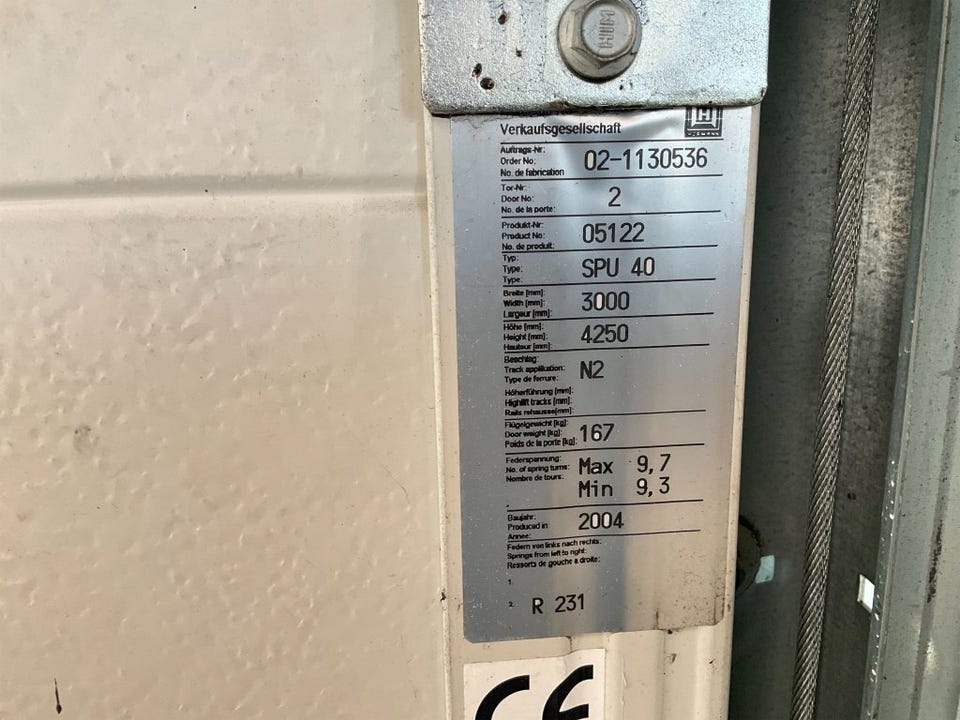 Verkaufsgesellschaft
Auftrags-Nr:
Order No:
No. de fabrication
02-1130536
Tor-Nr:
Door No:
No. de la porte:
2
Produkt-Nr:
Product No:
No. de produit:
05122
Typ:
Type:
Type:
SPU 40
Breite [mm]:
Width [mm]:
Largeur [mm]:
3000
Höhe [mm]:
Height [mm]:
Hauteur [mm]:
4250
Beschlag:
Track application:
Type de ferrure:
N2
Höherführung [mm]:
Highlift tracks [mm]:
Rails rehausse[mm]:
Flügelgewicht [kg]:
Door weight [kg]:
Poids de la porte [kg]:
167
Federspannung:
No. of spring turns:
Nombre de tours:
Max 9,7
Min 9,3
Baujahr:
Produced in:
Annee:
2004
Federn von links nach rechts:
Springs from left to right:
Ressorts de gouche a droite:
1.
2. R 231
CE